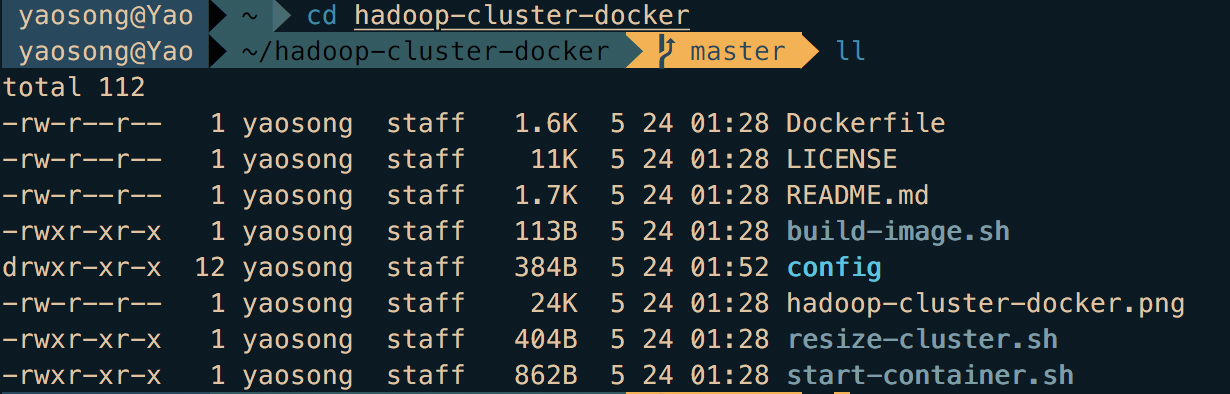 yaosong@Yao ~ cd hadoop-cluster-docker
yaosong@Yao ~/hadoop-cluster-docker master ll
total 112
-rw-r--r-- 1 yaosong staff 1.6K 5 24 01:28 Dockerfile
-rw-r--r-- 1 yaosong staff 11K 5 24 01:28 LICENSE
-rw-r--r-- 1 yaosong staff 1.7K 5 24 01:28 README.md
-rwxr-xr-x 1 yaosong staff 113B 5 24 01:28 build-image.sh
drwxr-xr-x 12 yaosong staff 384B 5 24 01:52 config
-rw-r--r-- 1 yaosong staff 24K 5 24 01:28 hadoop-cluster-docker.png
-rwxr-xr-x 1 yaosong staff 404B 5 24 01:28 resize-cluster.sh
-rwxr-xr-x 1 yaosong staff 862B 5 24 01:28 start-container.sh